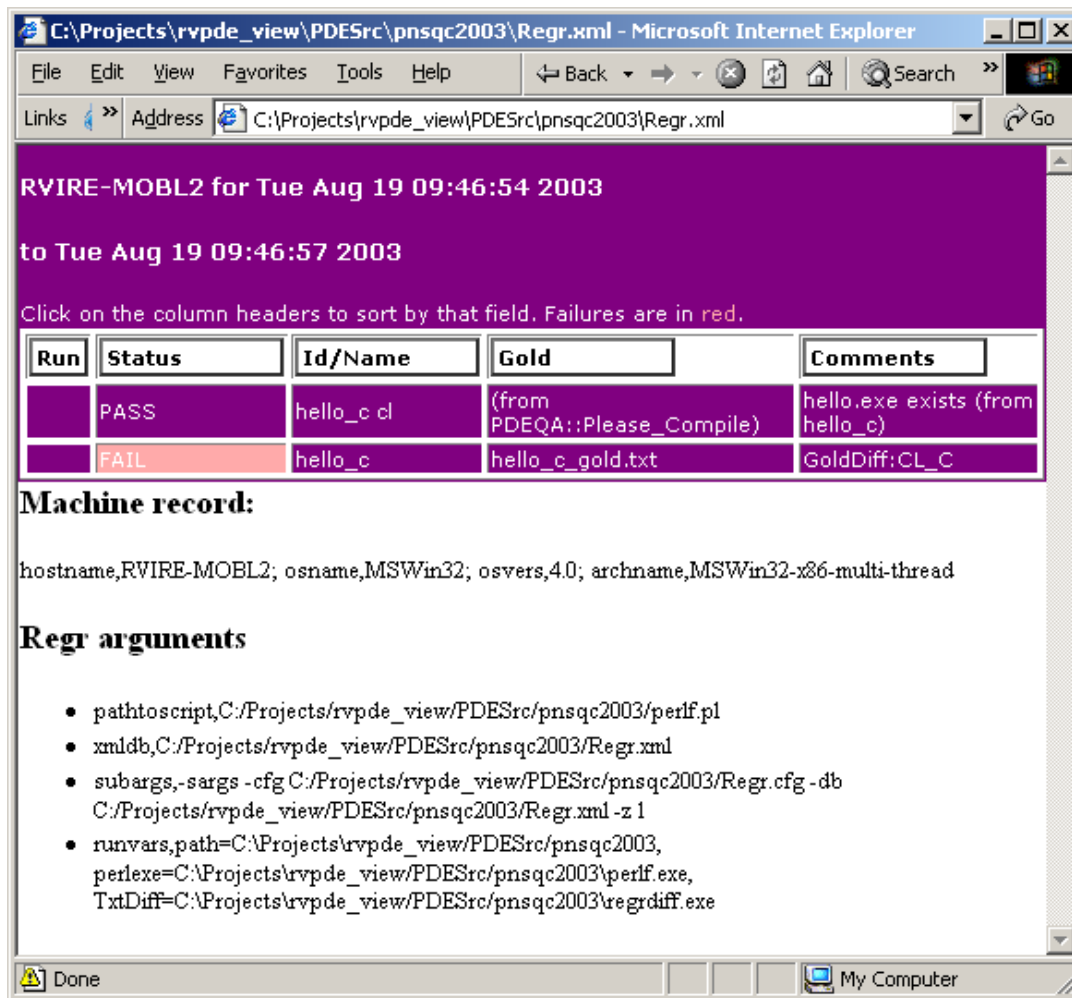 C:\Projects\rvpde_view\PDESrc\pnsqc2003\Regr.xml - Microsoft Internet Explorer
File Edit View Favorites Tools Help Back Search »
Links » Address C:\Projects\rvpde_view\PDESrc\pnsqc2003\Regr.xml Go
RVIRE-MOBL2 for Tue Aug 19 09:46:54 2003
to Tue Aug 19 09:46:57 2003
Click on the column headers to sort by that field. Failures are in red.
Run Status Id/Name Gold Comments
PASS hello_c cl (from PDEQA::Please_Compile) hello.exe exists (from hello_c)
FAIL hello_c hello_c_gold.txt GoldDiff:CL_C
Machine record:
hostname,RVIRE-MOBL2; osname,MSWin32; osvers,4.0; archname,MSWin32-x86-multi-thread
Regr arguments
• pathtoscript,C:/Projects/rvpde_view/PDESrc/pnsqc2003/perlf.pl
• xmldb,C:/Projects/rvpde_view/PDESrc/pnsqc2003/Regr.xml
• subargs,-sargs -cfg C:/Projects/rvpde_view/PDESrc/pnsqc2003/Regr.cfg -db
C:/Projects/rvpde_view/PDESrc/pnsqc2003/Regr.xml -z 1
• runvars,path=C:\Projects\rvpde_view/PDESrc/pnsqc2003,
perlexe=C:\Projects\rvpde_view/PDESrc/pnsqc2003\perlf.exe,
TxtDiff=C:\Projects\rvpde_view/PDESrc/pnsqc2003\regrdiff.exe
Done My Computer